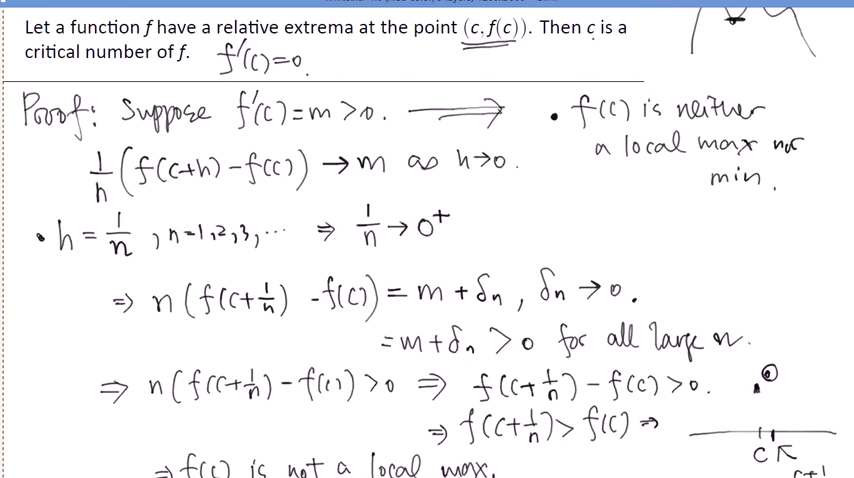 Let a function f have a relative extrema at the point (c, f(c)). Then c is a
critical number of f. f'(c)=0.
Proof: Suppose f'(c)=m>0. ⟹ • f(c) is neither
a local max nor
min.
1/h (f(c+h) - f(c)) → m as h→0.
• h = 1/n, n=1,2,3,... ⇒ 1/n → 0⁺
⇒ n(f(c+1/n) - f(c)) = m + δn, δn → 0.
= m+δn > 0 for all large n.
⇒ n(f(c+1/n) - f(c)) > 0 ⇒ f(c+1/n) - f(c) > 0.
⇒ f(c+1/n) > f(c) ⇒
c
⇒ f(c) is not a local max.